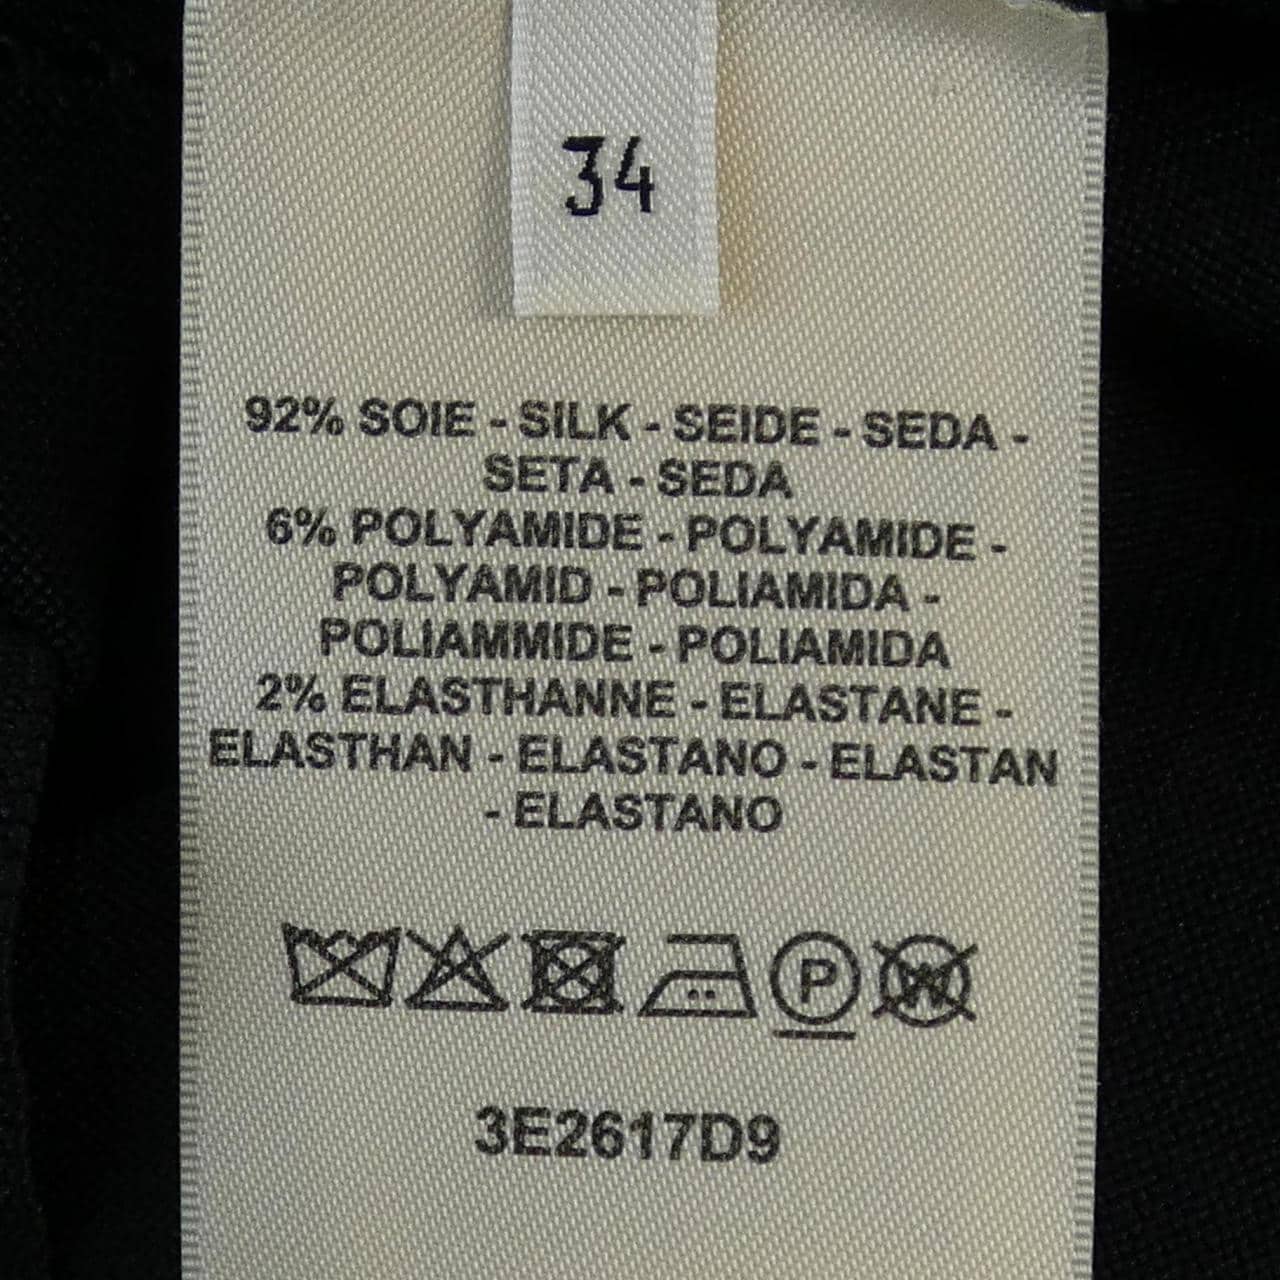 34
92% SOIE - SILK - SEIDE - SEDA -
SETA - SEDA
6% POLYAMIDE - POLYAMIDE -
POLYAMID - POLIAMIDA -
POLIAMMIDE - POLIAMIDA
2% ELASTHANNE - ELASTANE -
ELASTHAN - ELASTANO - ELASTAN
- ELASTANO
P W
3E2617D9